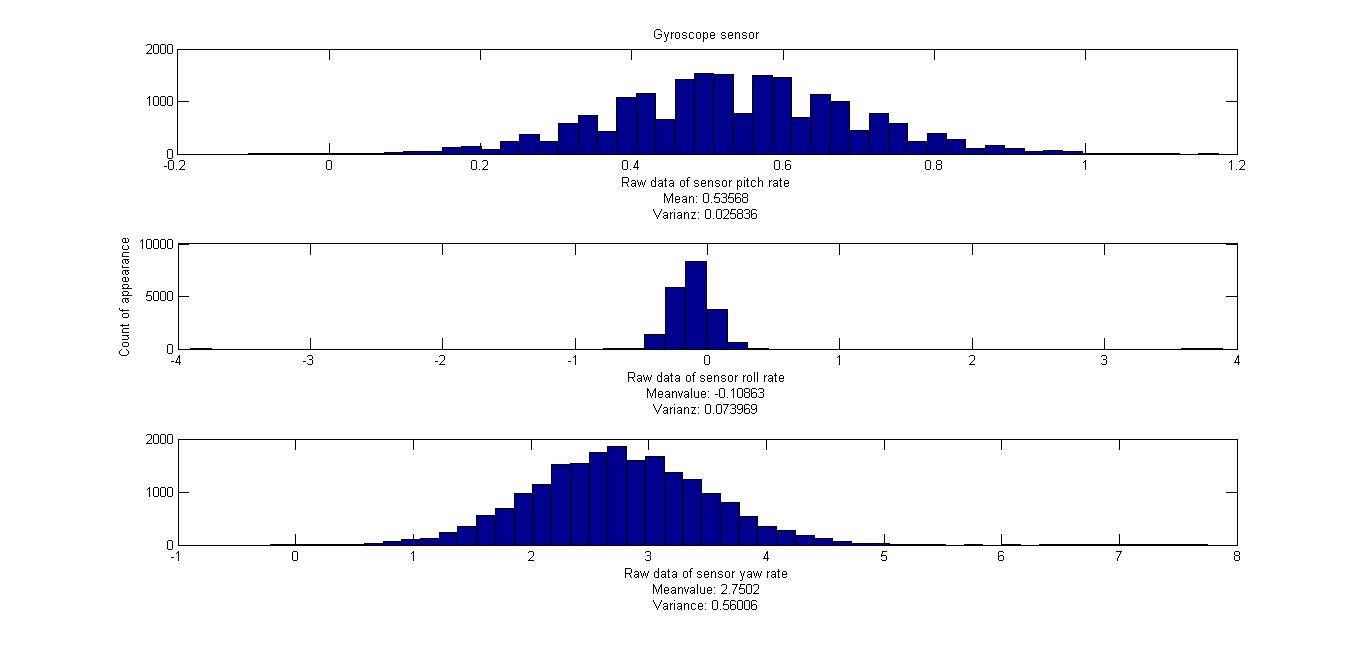 Gyroscope sensor
2000
1000
0
-0.2 0 0.2 0.4 0.6 0.8 1 1.2
Raw data of sensor pitch rate
Mean: 0.53568
Varianz: 0.025836
Count of appearance
10000
5000
0
-4 -3 -2 -1 0 1 2 3 4
Raw data of sensor roll rate
Meanvalue: -0.10863
Varianz: 0.073969
2000
1000
0
-1 0 1 2 3 4 5 6 7 8
Raw data of sensor yaw rate
Meanvalue: 2.7502
Variance: 0.56006